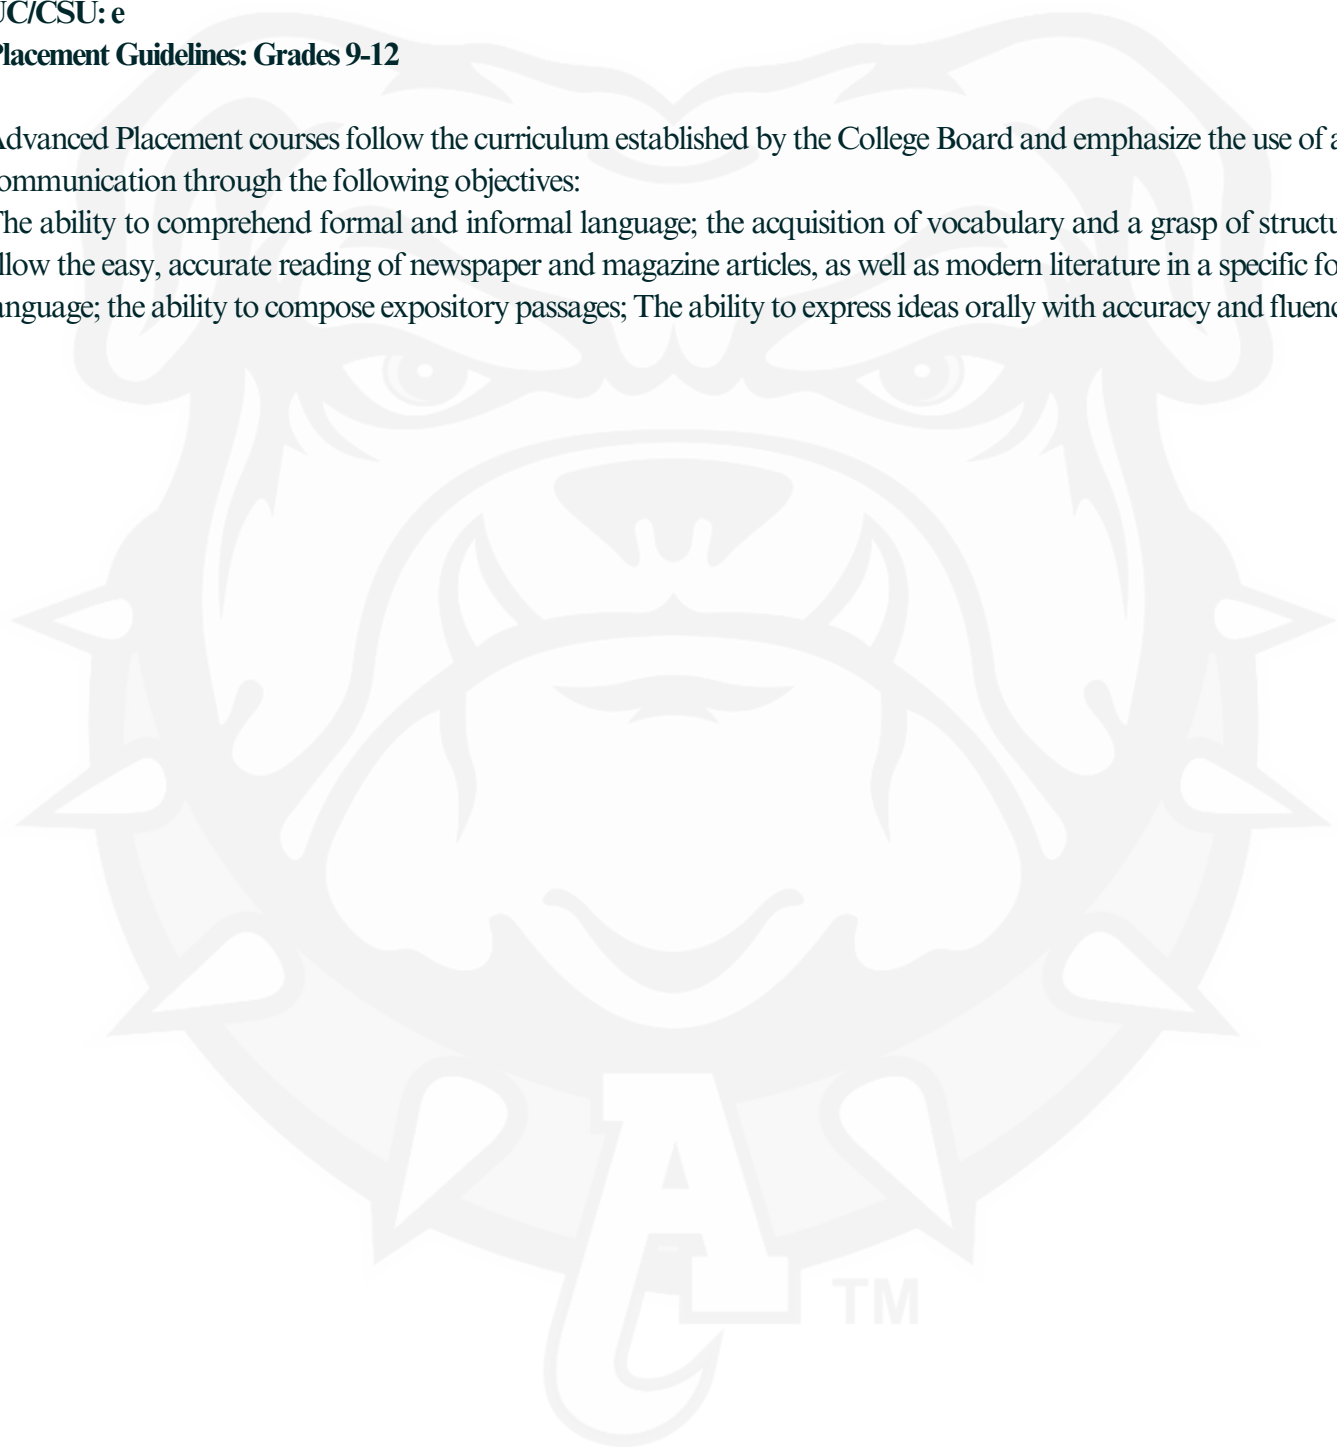 UC/CSU: e
Placement Guidelines: Grades 9-12
Advanced Placement courses follow the curriculum established by the College Board and emphasize the use of a
ommunication through the following objectives:
The ability to comprehend formal and informal language; the acquisition of vocabulary and a grasp of structu
llow the easy, accurate reading of newspaper and magazine articles, as well as modern literature in a specific fo
anguage; the ability to compose expository passages; The ability to express ideas orally with accuracy and fluenc
A
TM